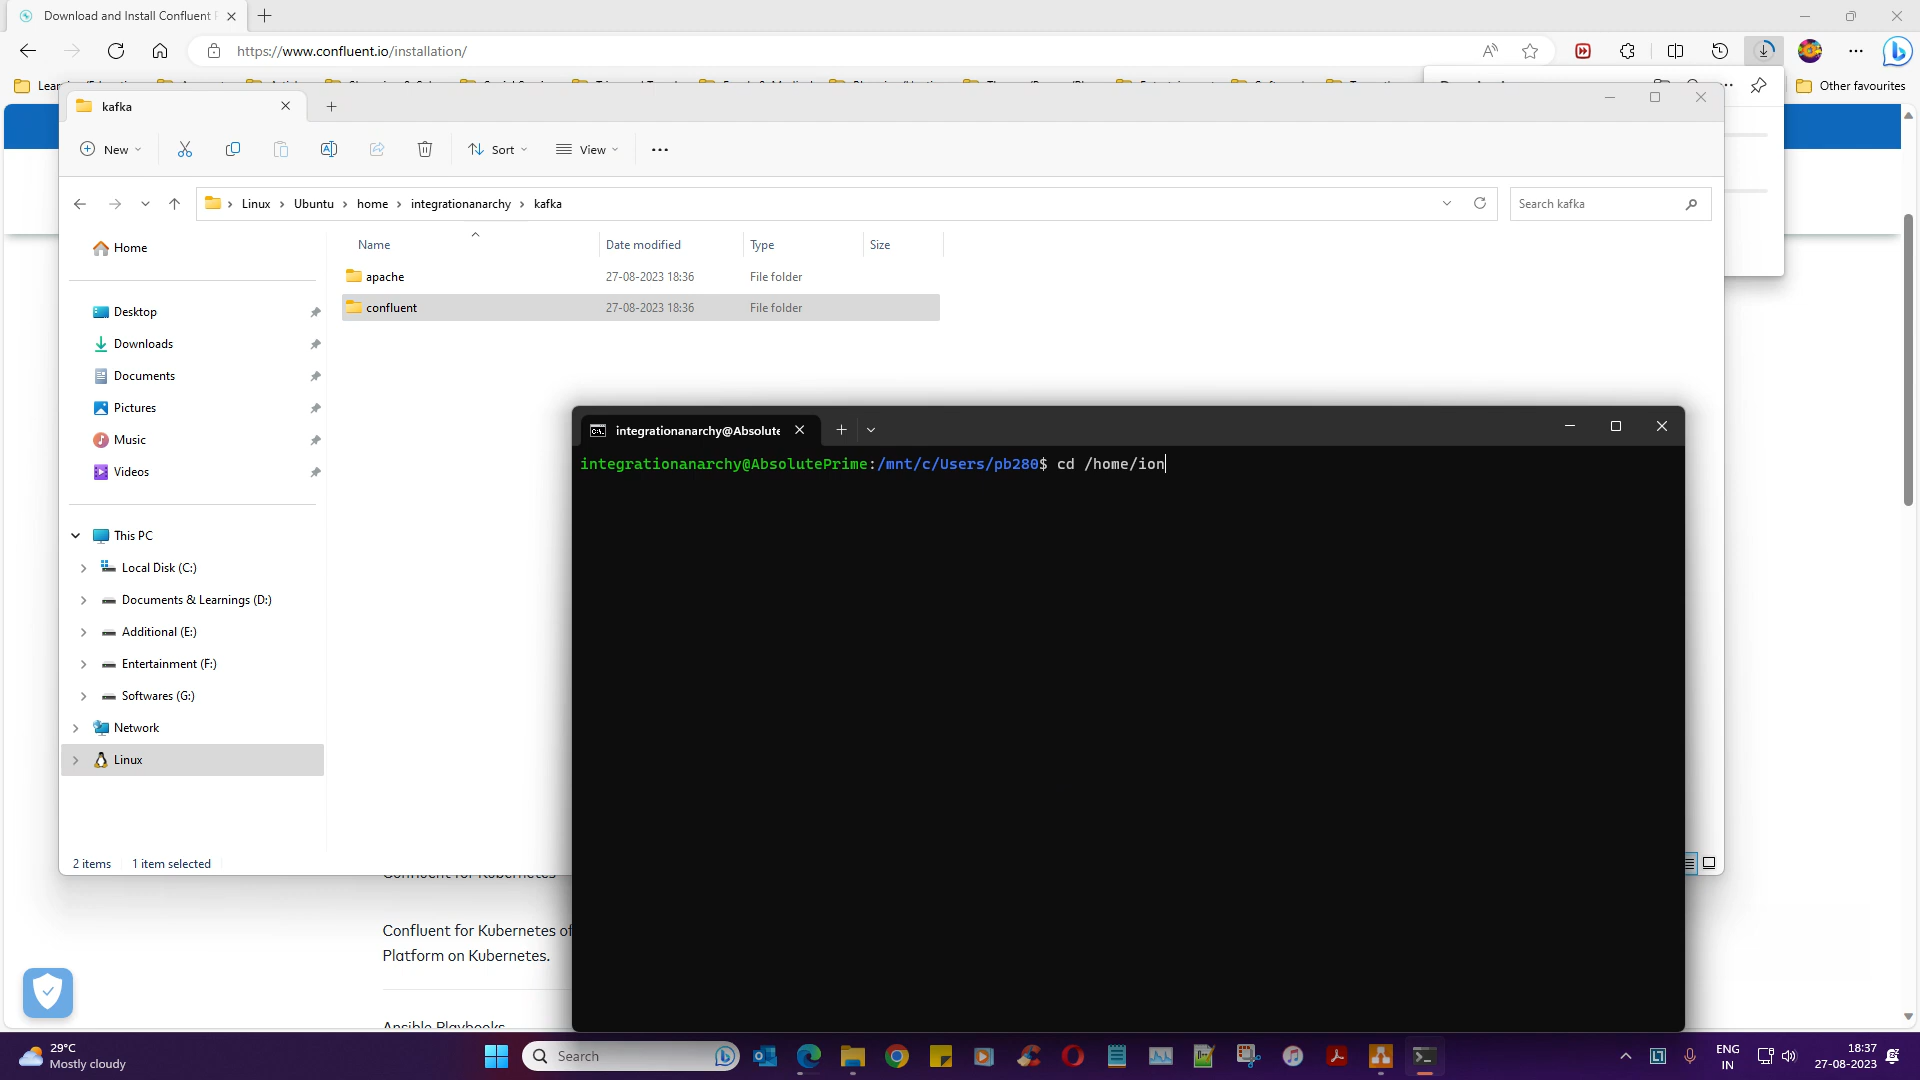 Download and Install Confluent
https://www.confluent.io/installation/
Other favourites
kafka
New
Sort
View
Linux
Ubuntu
home
integrationanarchy
kafka
Search kafka
Name
Date modified
Type
Size
apache
27-08-2023 18:36
File folder
confluent
27-08-2023 18:36
File folder
Home
Desktop
Downloads
Documents
Pictures
Music
Videos
This PC
Local Disk (C:)
Documents & Learnings (D:)
Additional (E:)
Entertainment (F:)
Softwares (G:)
Network
Linux
2 items
1 item selected
integrationanarchy@Absolute
integrationanarchy@AbsolutePrime:/mnt/c/Users/pb280$ cd /home/ion
Confluent for Kubernetes
Confluent for Kubernetes of
Platform on Kubernetes.
Ansible Playbooks
29°C
Mostly cloudy
Search
ENG
IN
18:37
27-08-2023